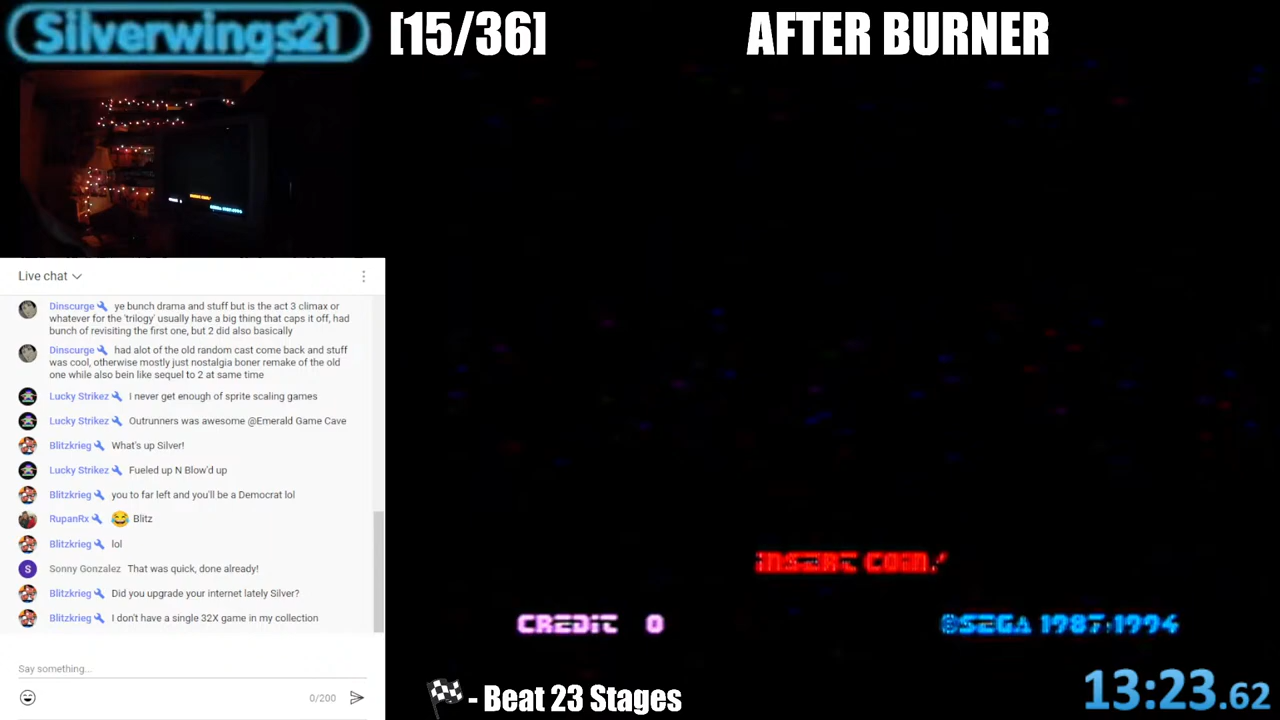 Silverwings21
[15/36]
AFTER BURNER
Live chat
Dinscurge ye bunch drama and stuff but is the act 3 climax or
whatever for the 'trilogy' usually have a big thing that caps it off, had
bunch of revisiting the first one, but 2 did also basically
Dinscurge had alot of the old random cast come back and stuff
was cool, otherwise mostly just nostalgia boner remake of the old
one while also bein like sequel to 2 at same time
Lucky Strikez I never get enough of sprite scaling games
Lucky Strikez Outrunners was awesome @Emerald Game Cave
Blitzkrieg What's up Silver!
Lucky Strikez Fueled up N Blow'd up
Blitzkrieg you to far left and you'll be a Democrat lol
RupanRx 😂 Blitz
Blitzkrieg lol
S Sonny Gonzalez That was quick, done already!
Blitzkrieg Did you upgrade your internet lately Silver?
Blitzkrieg I don't have a single 32X game in my collection
Say something...
0/200
INSERT COIN!
CREDIT 0
©SEGA 1987,1994
- Beat 23 Stages
13:23.62